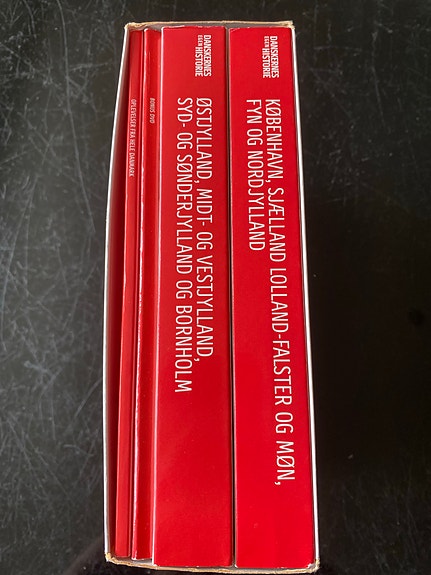 OPLEVELSER FRA HELE DANMARK
BONUS DVD
DANSKERNES
EGEN HISTORIE
ØSTJYLLAND, MIDT- OG VESTJYLLAND,
SYD- OG SØNDERJYLLAND OG BORNHOLM
DANSKERNES
EGEN HISTORIE
KØBENHAVN, SJÆLLAND LOLLAND-FALSTER OG MØN,
FYN OG NORDJYLLAND